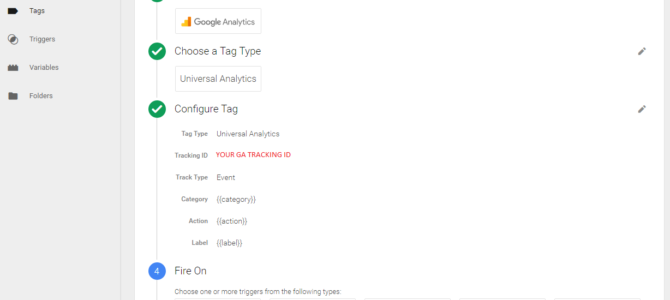 Tags
Triggers
Variables
Folders
Google Analytics
Choose a Tag Type
Universal Analytics
Configure Tag
Tag Type Universal Analytics
Tracking ID YOUR GA TRACKING ID
Track Type Event
Category {{category}}
Action {{action}}
Label {{label}}
4 Fire On
Choose one or more triggers from the following types: